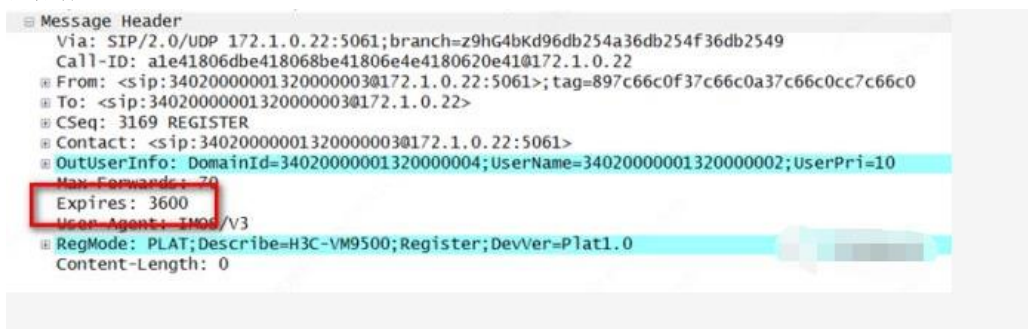 Message Header
Via: SIP/2.0/UDP 172.1.0.22:5061;branch=z9hG4bKd96db254a36db254f36db2549
Call-ID: a1e41806dbe418068be41806e4e4180620e41@172.1.0.22
From: <sip:34020000001320000003@172.1.0.22:5061>;tag=897c66c0f37c66c0a37c66c0cc7c66c0
To: <sip:34020000001320000003@172.1.0.22>
CSeq: 3169 REGISTER
Contact: <sip:34020000001320000003@172.1.0.22:5061>
OutUserInfo: DomainId=34020000001320000004;UserName=34020000001320000002;UserPri=10
Max-Forwards: 70
Expires: 3600
User-Agent: IMOS/V3
RegMode: PLAT;Describe=H3C-VM9500;Register;DevVer=Plat1.0
Content-Length: 0